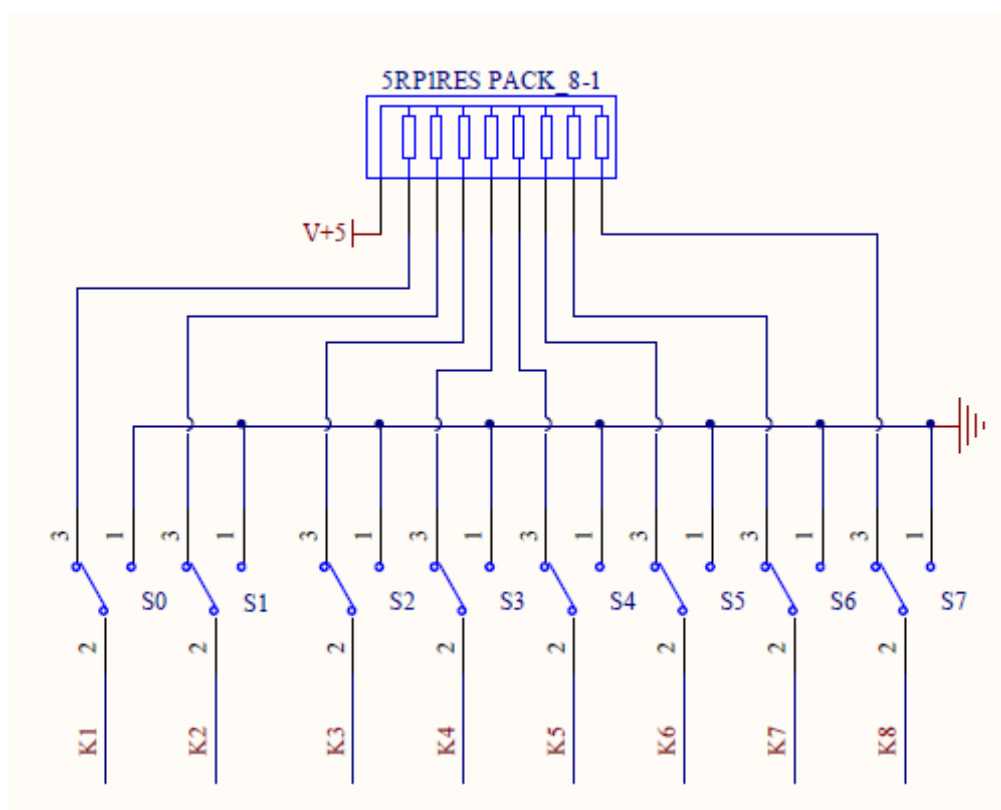 5RP1RES PACK_8-1
V+5
3 1 3 1 3 1 3 1 3 1 3 1 3 1 3 1
S0 S1 S2 S3 S4 S5 S6 S7
2 2 2 2 2 2 2 2
K1 K2 K3 K4 K5 K6 K7 K8